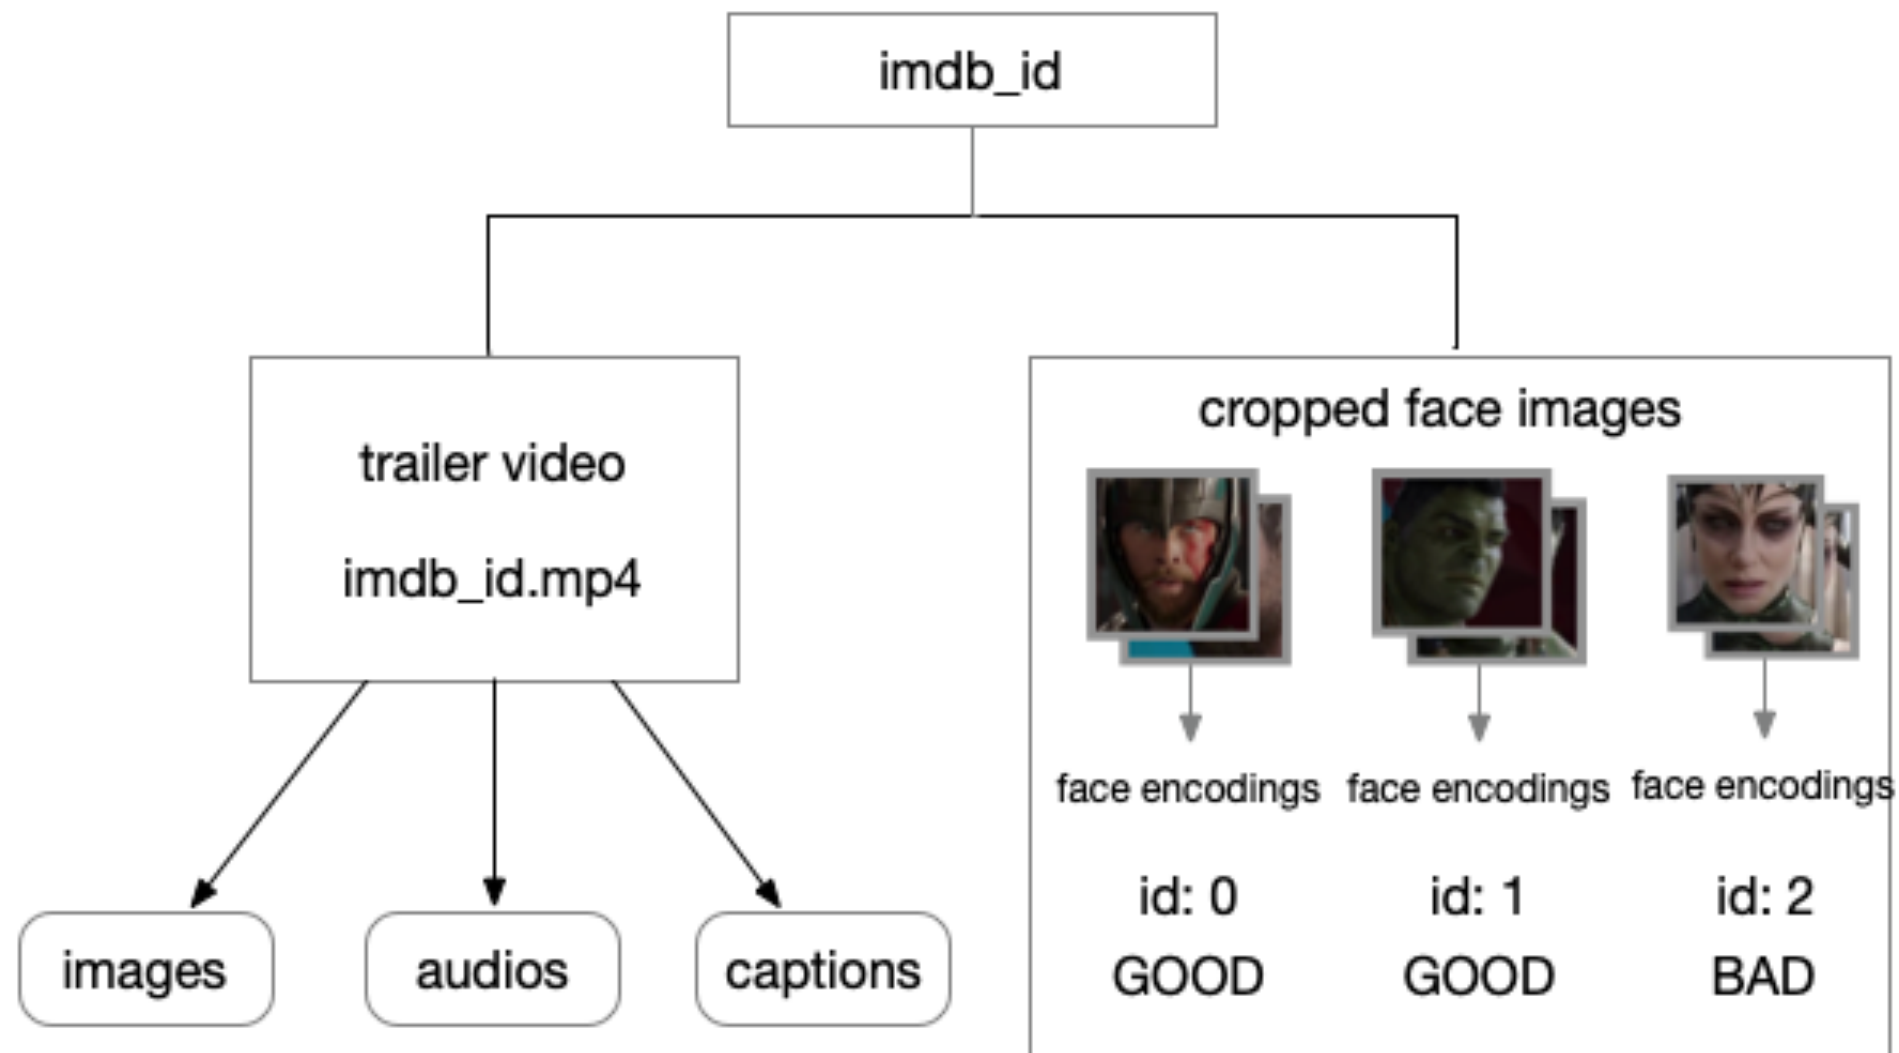 imdb_id
trailer video
imdb_id.mp4
images
audios
captions
cropped face images
face encodings face encodings face encodings
id: 0 id: 1 id: 2
GOOD GOOD BAD